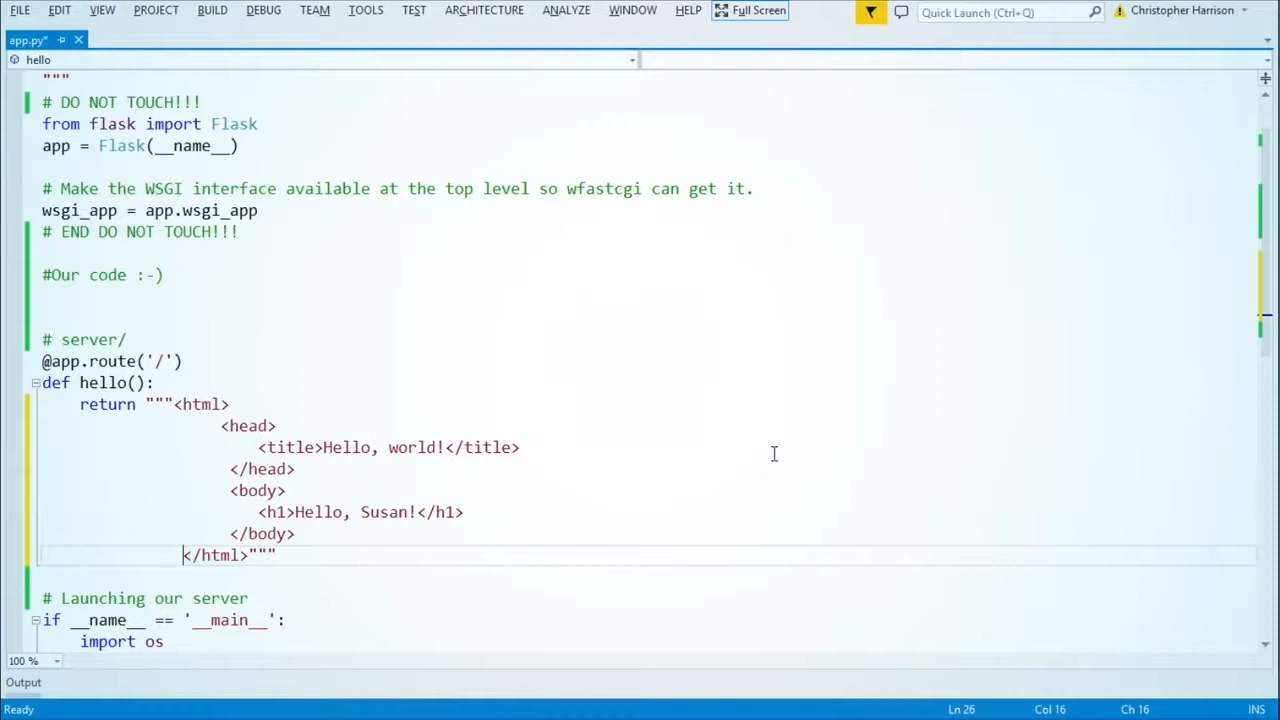 FILE EDIT VIEW PROJECT BUILD DEBUG TEAM TOOLS TEST ARCHITECTURE ANALYZE WINDOW HELP Full Screen Quick Launch (Ctrl+Q) Christopher Harrison
app.py*
hello
"""
# DO NOT TOUCH!!!
from flask import Flask
app = Flask(__name__)
# Make the WSGI interface available at the top level so wfastcgi can get it.
wsgi_app = app.wsgi_app
# END DO NOT TOUCH!!!
#Our code :-)
# server/
@app.route('/')
def hello():
return """<html>
<head>
<title>Hello, world!</title>
</head>
<body>
<h1>Hello, Susan!</h1>
</body>
</html>"""
# Launching our server
if __name__ == '__main__':
import os
100 %
Output
Ready Ln 26 Col 16 Ch 16 INS